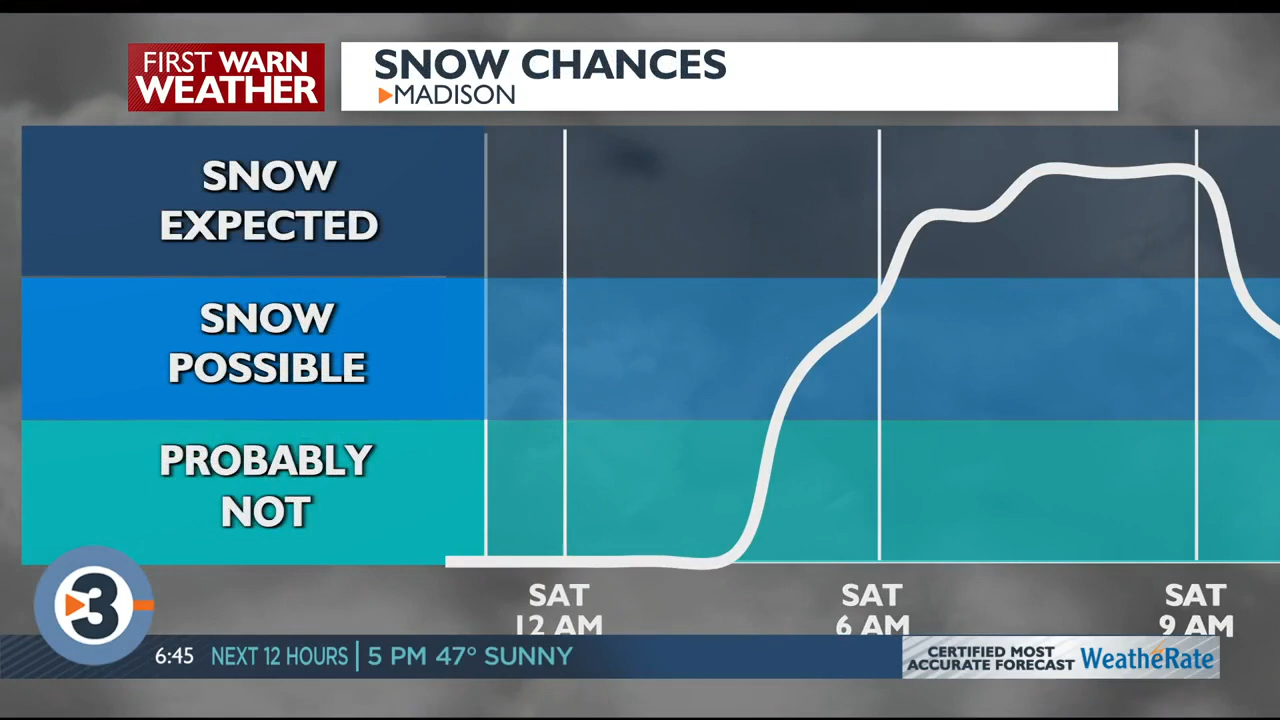 FIRST WARN
WEATHER
SNOW CHANCES
MADISON
SNOW
EXPECTED
SNOW
POSSIBLE
PROBABLY
NOT
SAT
12 AM
SAT
6 AM
SAT
9 AM
3
6:45 NEXT 12 HOURS | 5 PM 47° SUNNY
CERTIFIED MOST
ACCURATE FORECAST
WeatheRate